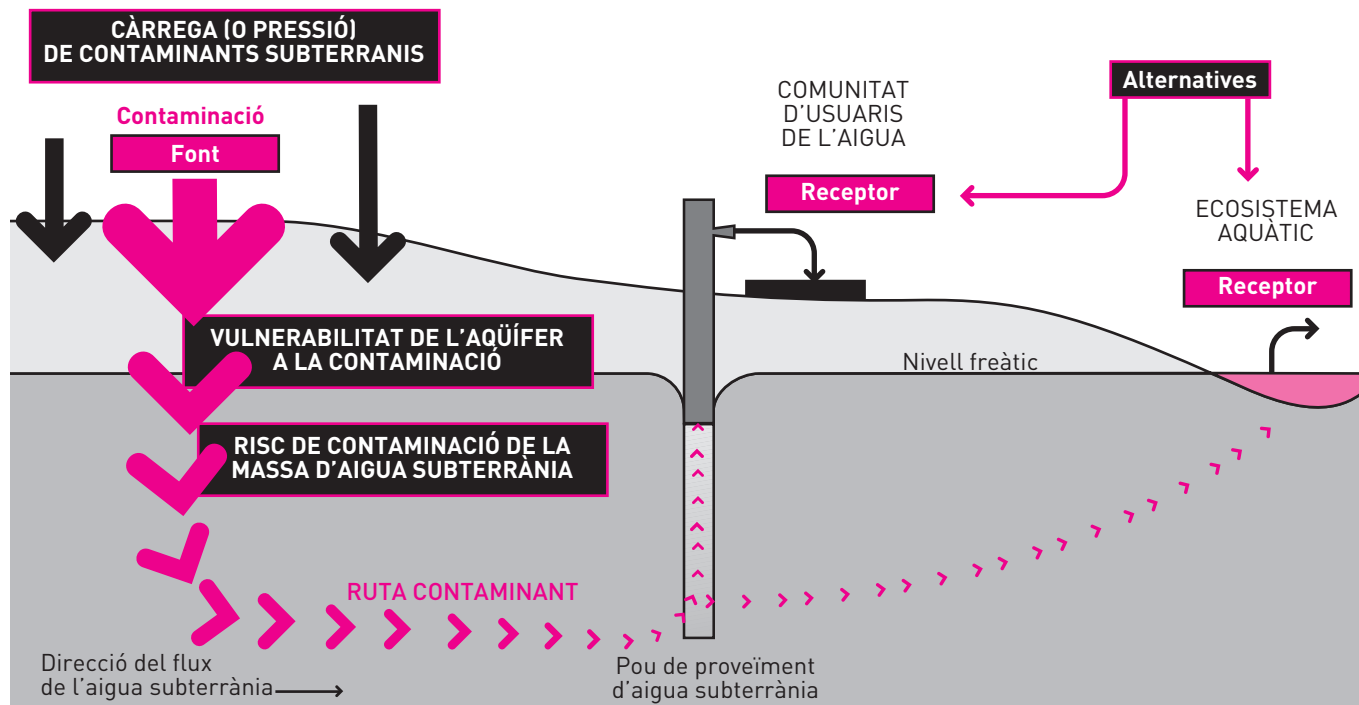 CÀRREGA (O PRESSIÓ)
DE CONTAMINANTS SUBTERRANIS
Contaminació
Font
COMUNITAT
D’USUARIS
DE L’AIGUA
Receptor
Alternatives
ECOSISTEMA
AQUÀTIC
Receptor
VULNERABILITAT DE L’AQÜÍFER
A LA CONTAMINACIÓ
Nivell freàtic
RISC DE CONTAMINACIÓ DE LA
MASSA D’AIGUA SUBTERRÀNIA
RUTA CONTAMINANT
Direcció del flux
de l’aigua subterrània
Pou de proveïment
d’aigua subterrània